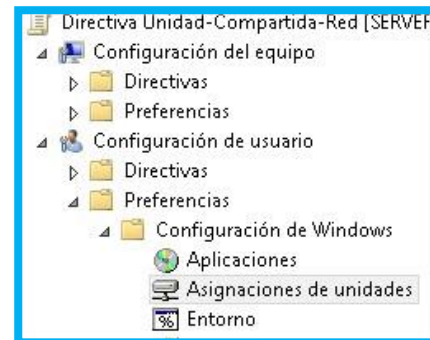 Directiva Unidad-Compartida-Red [SERVER
Configuración del equipo
Directivas
Preferencias
Configuración de usuario
Directivas
Preferencias
Configuración de Windows
Aplicaciones
Asignaciones de unidades
Entorno